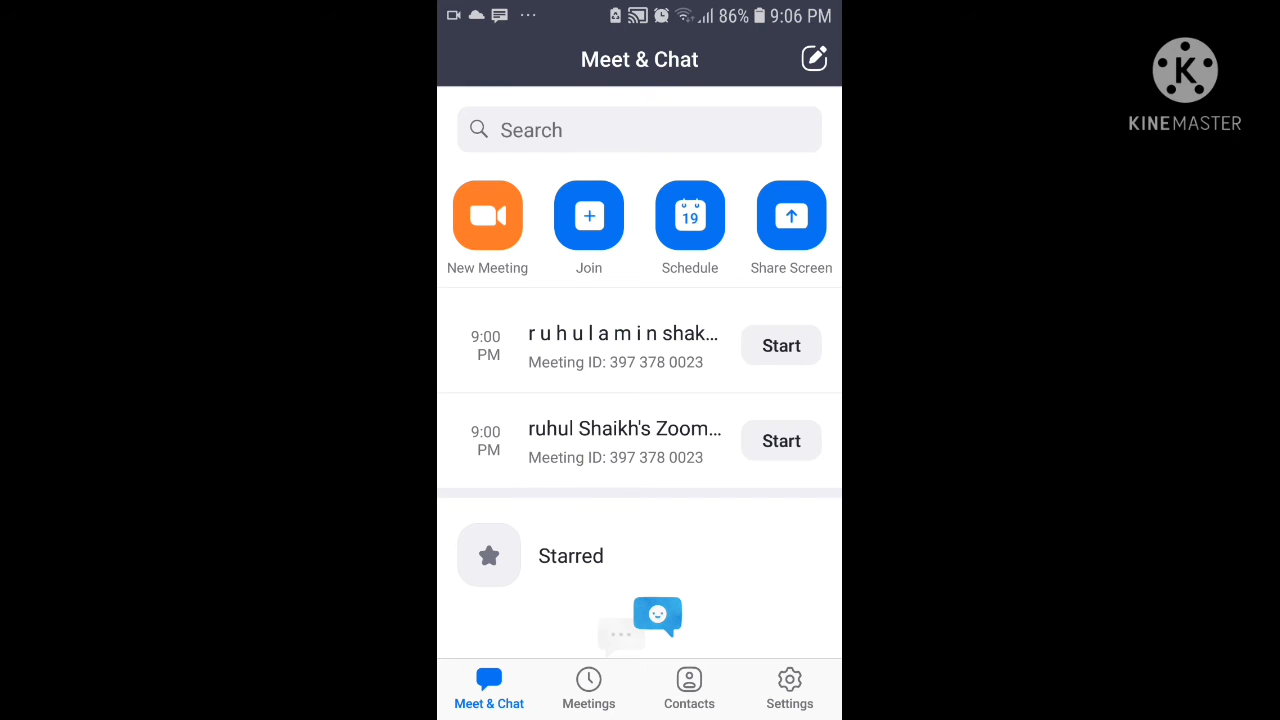 86% 9:06 PM
Meet & Chat
K
KINEMASTER
Search
19
New Meeting Join Schedule Share Screen
9:00 PM
r u h u l a m i n shak...
Meeting ID: 397 378 0023
Start
9:00 PM
ruhul Shaikh's Zoom...
Meeting ID: 397 378 0023
Start
Starred
Meet & Chat Meetings Contacts Settings